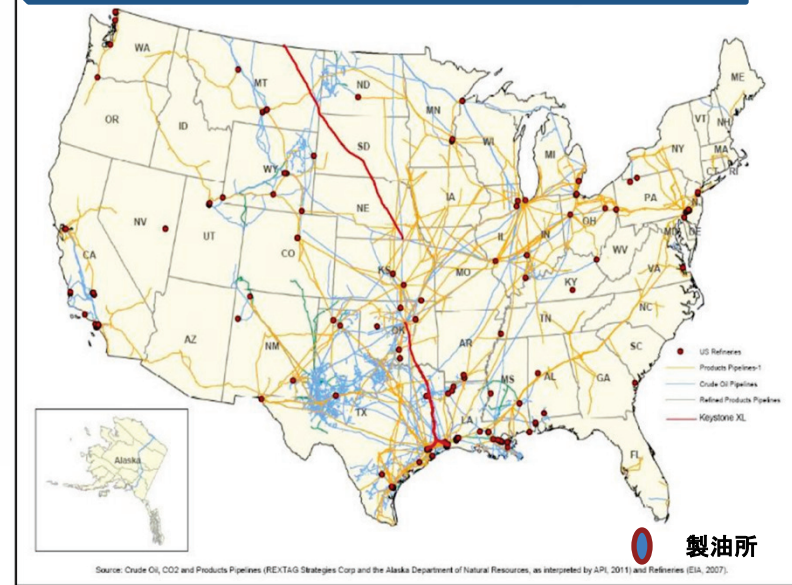 WA
MT
ND
MN
ME
VT
NH
OR
ID
SD
WI
MI
NY
MA
CT
RI
WY
NE
IA
PA
NJ
NV
UT
CO
IL
IN
OH
MD
DE
CA
KS
MO
WV
VA
KY
AZ
NM
OK
AR
TN
NC
SC
TX
LA
MS
AL
GA
FL
US Refineries
Products Pipelines-1
Crude Oil Pipelines
Refined Products Pipelines
Keystone XL
Alaska
製油所
Source: Crude Oil, CO2 and Products Pipelines (REXTAG Strategies Corp and the Alaska Department of Natural Resources, as interpreted by API, 2011) and Refineries (EIA, 2007).